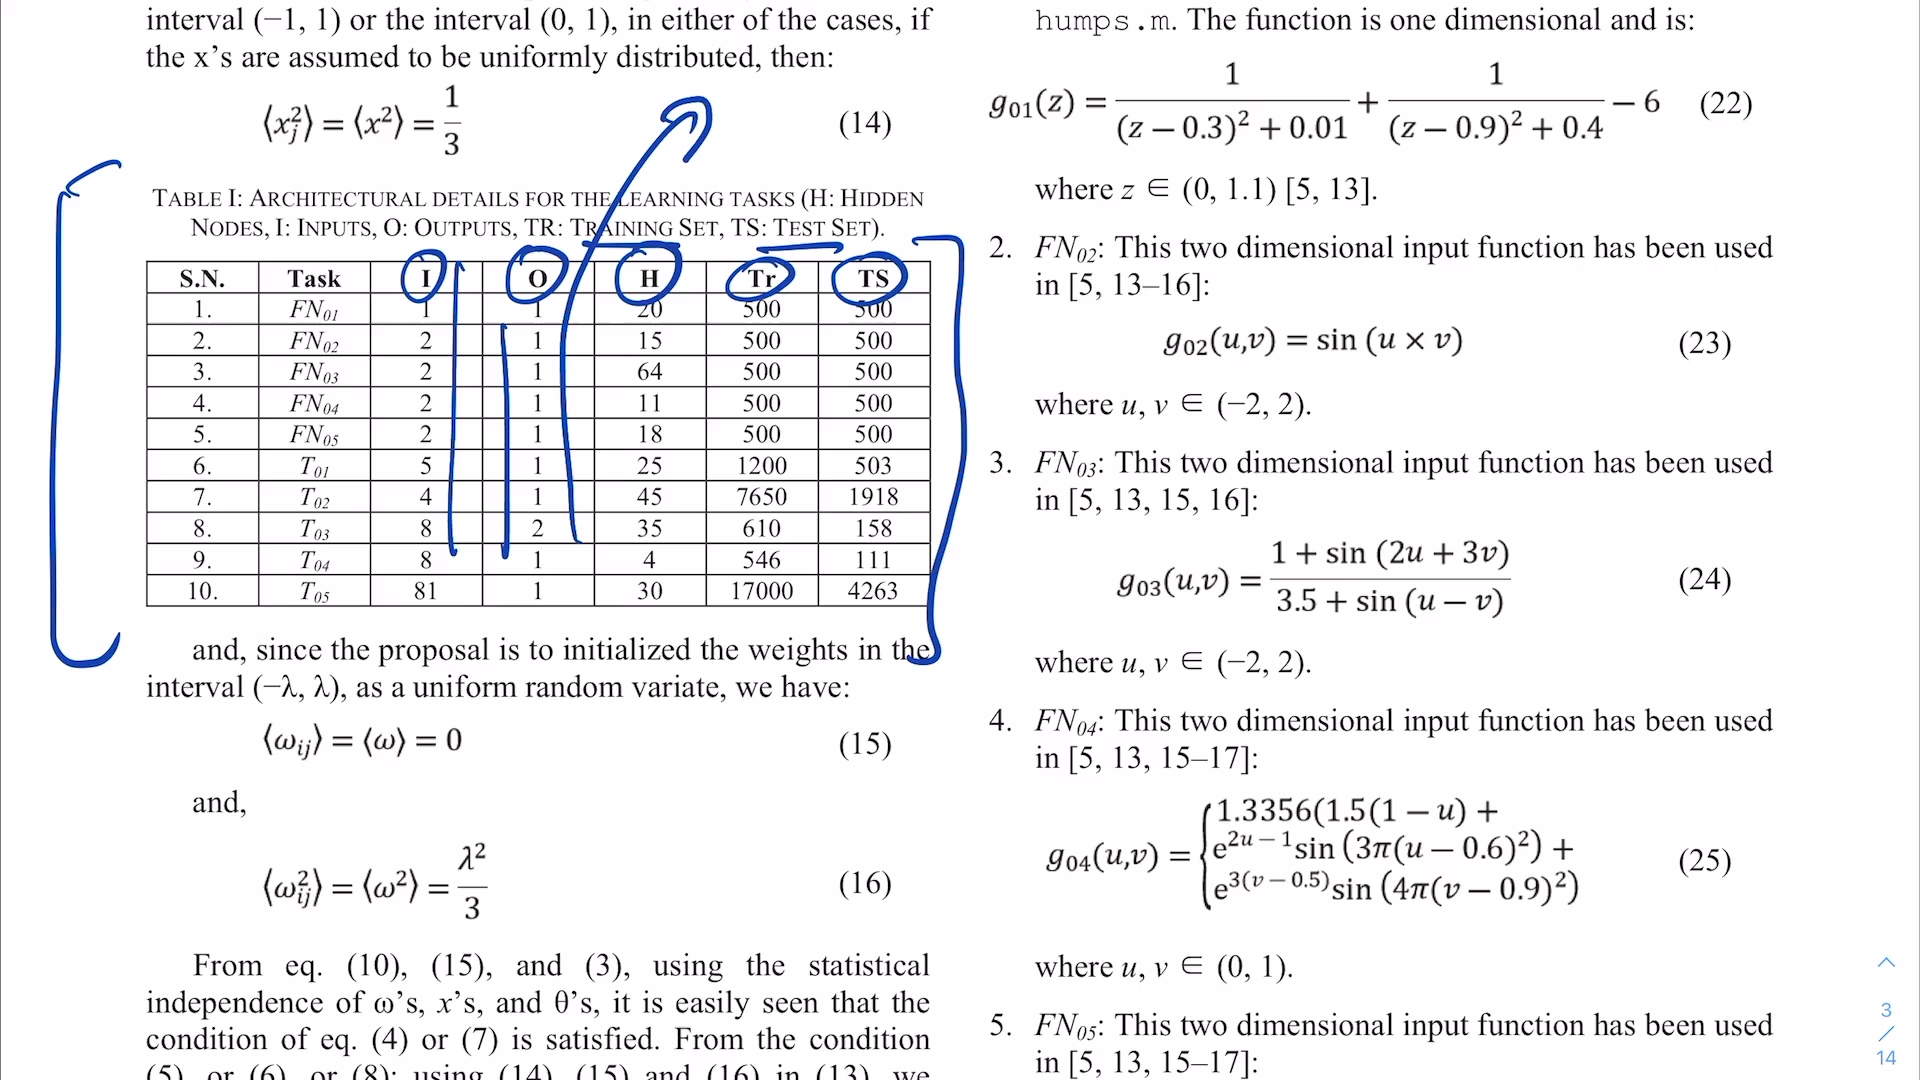 interval (−1, 1) or the interval (0, 1), in either of the cases, if
the x’s are assumed to be uniformly distributed, then:
⟨x_j^2⟩ = ⟨x^2⟩ = 1/3 (14)
TABLE I: ARCHITECTURAL DETAILS FOR THE LEARNING TASKS (H: HIDDEN
NODES, I: INPUTS, O: OUTPUTS, TR: TRAINING SET, TS: TEST SET).
S.N. Task I O H Tr TS
1. FN01 1 1 20 500 500
2. FN02 2 1 15 500 500
3. FN03 2 1 64 500 500
4. FN04 2 1 11 500 500
5. FN05 2 1 18 500 500
6. T01 5 1 25 1200 503
7. T02 4 1 45 7650 1918
8. T03 8 2 35 610 158
9. T04 8 1 4 546 111
10. T05 81 1 30 17000 4263
and, since the proposal is to initialized the weights in the
interval (−λ, λ), as a uniform random variate, we have:
⟨ω_ij⟩ = ⟨ω⟩ = 0 (15)
and,
⟨ω_ij^2⟩ = ⟨ω^2⟩ = λ^2/3 (16)
From eq. (10), (15), and (3), using the statistical
independence of ω’s, x’s, and θ’s, it is easily seen that the
condition of eq. (4) or (7) is satisfied. From the condition
(5), or (6), or (8); using (14), (15) and (16) in (13), we
humps.m. The function is one dimensional and is:
g01(z) = 1/((z − 0.3)^2 + 0.01) + 1/((z − 0.9)^2 + 0.4) − 6 (22)
where z ∈ (0, 1.1) [5, 13].
2. FN02: This two dimensional input function has been used
in [5, 13–16]:
g02(u,v) = sin (u × v) (23)
where u, v ∈ (−2, 2).
3. FN03: This two dimensional input function has been used
in [5, 13, 15, 16]:
g03(u,v) = (1 + sin (2u + 3v))/(3.5 + sin (u − v)) (24)
where u, v ∈ (−2, 2).
4. FN04: This two dimensional input function has been used
in [5, 13, 15–17]:
g04(u,v) = { 1.3356(1.5(1 − u) +
e^(2u − 1) sin (3π(u − 0.6)^2) +
e^(3(v − 0.5)) sin (4π(v − 0.9)^2) (25)
where u, v ∈ (0, 1).
5. FN05: This two dimensional input function has been used
in [5, 13, 15–17]:
3
/
14